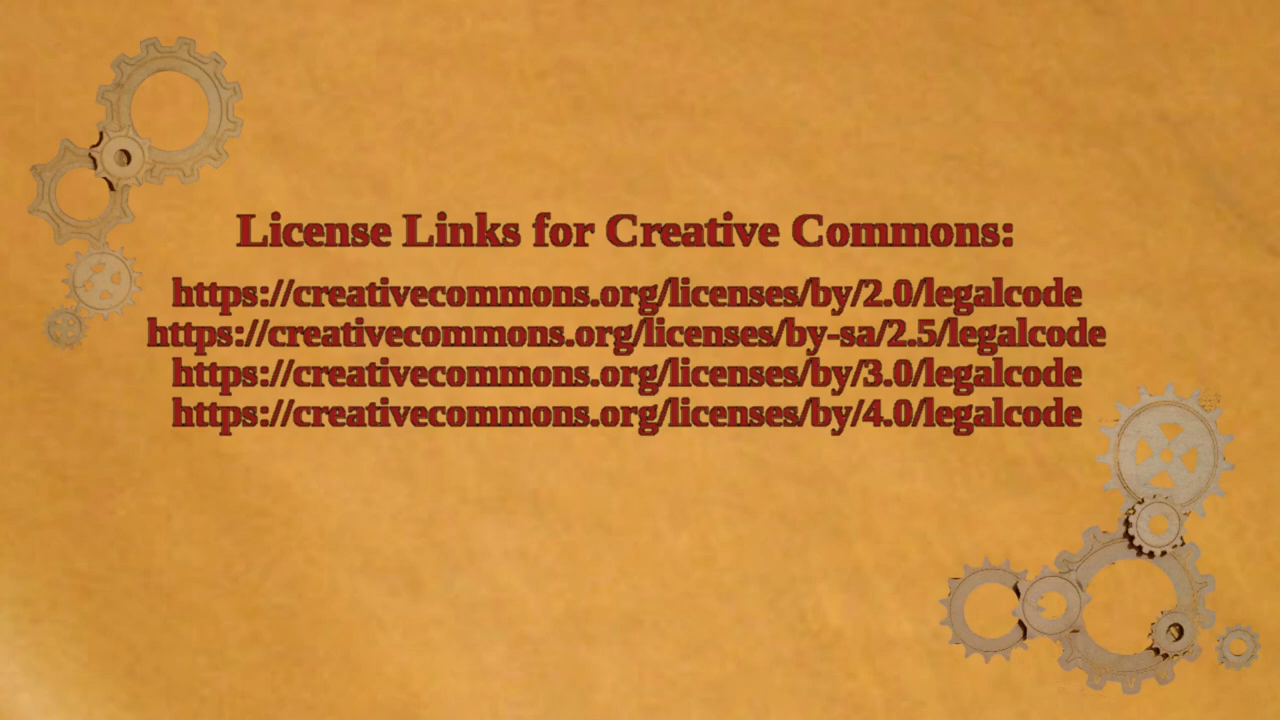 License Links for Creative Commons:
https://creativecommons.org/licenses/by/2.0/legalcode
https://creativecommons.org/licenses/by-sa/2.5/legalcode
https://creativecommons.org/licenses/by/3.0/legalcode
https://creativecommons.org/licenses/by/4.0/legalcode